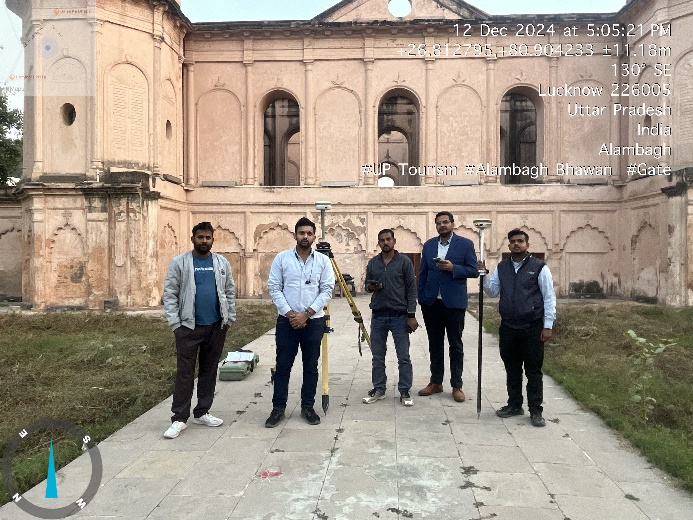 12 Dec 2024 at 5:05:21 PM
+26.812795,+80.904233 ±11.18m
130° SE
Lucknow 226005
Uttar Pradesh
India
Alambagh
#UP Tourism #Alambagh Bhawan #Gate
N
E
S
W